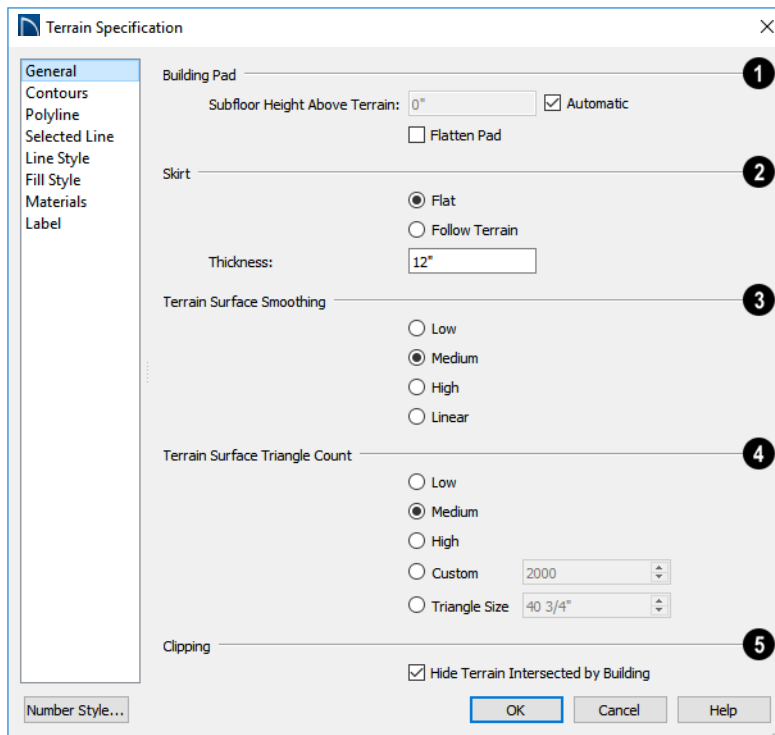 Terrain Specification
General
Contours
Polyline
Selected Line
Line Style
Fill Style
Materials
Label
Building Pad 1
Subfloor Height Above Terrain: 0" Automatic
Flatten Pad
Skirt 2
Flat
Follow Terrain
Thickness: 12"
Terrain Surface Smoothing 3
Low
Medium
High
Linear
Terrain Surface Triangle Count 4
Low
Medium
High
Custom 2000
Triangle Size 40 3/4"
Clipping 5
Hide Terrain Intersected by Building
Number Style... OK Cancel Help